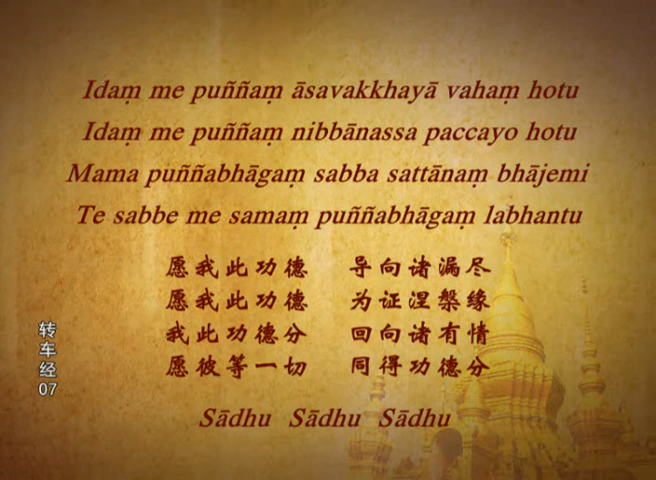 Idaṃ me puññaṃ āsavakkhayā vahaṃ hotu
Idaṃ me puññaṃ nibbānassa paccayo hotu
Mama puññabhāgaṃ sabba sattānaṃ bhājemi
Te sabbe me samaṃ puññabhāgaṃ labhantu
愿我此功德 导向诸漏尽
愿我此功德 为证涅槃缘
我此功德分 回向诸有情
愿彼等一切 同得功德分
Sādhu Sādhu Sādhu
转车经07